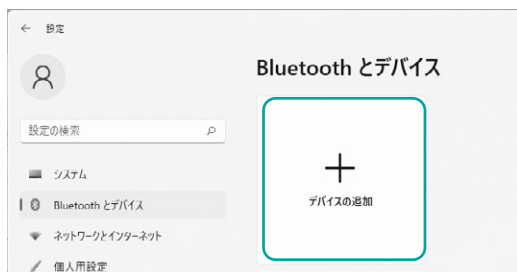 ← 設定
Bluetooth とデバイス
設定の検索
システム
デバイスの追加
Bluetooth とデバイス
ネットワークとインターネット
個人用設定